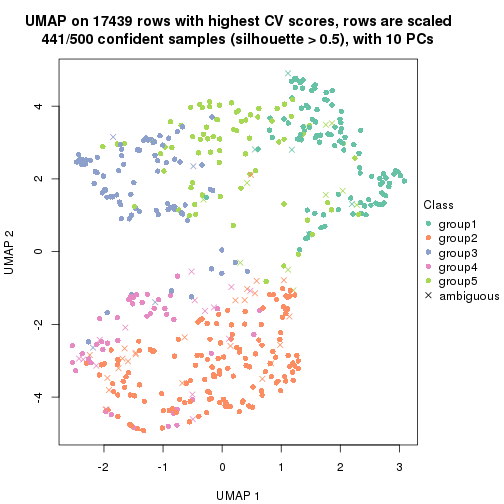 UMAP on 17439 rows with highest CV scores, rows are scaled
441/500 confident samples (silhouette > 0.5), with 10 PCs
4
2
0
-2
-4
UMAP 2
-2
-1
0
1
2
3
UMAP 1
Class
group1
group2
group3
group4
group5
ambiguous